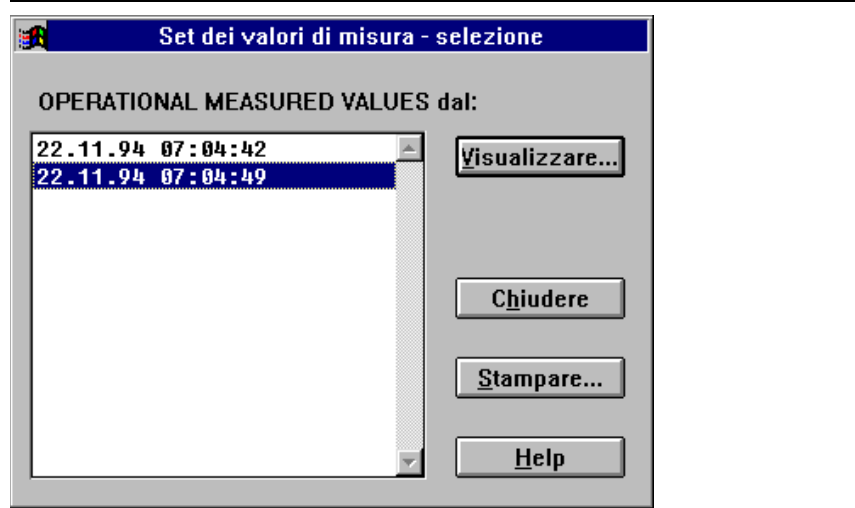 Set dei valori di misura - selezione
OPERATIONAL MEASURED VALUES dal:
22.11.94 07:04:42
22.11.94 07:04:49
Visualizzare...
Chiudere
Stampare...
Help